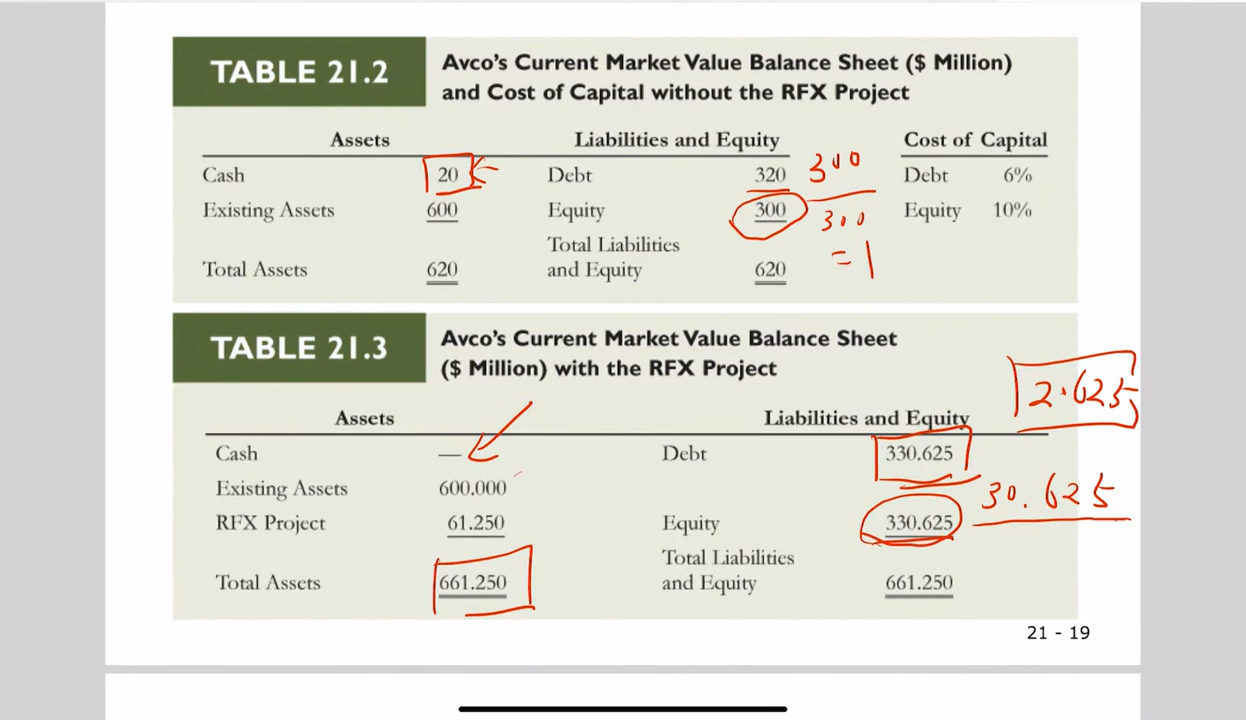 TABLE 21.2 Avco's Current Market Value Balance Sheet ($ Million)
and Cost of Capital without the RFX Project
Assets Liabilities and Equity Cost of Capital
Cash 20 Debt 320 300 Debt 6%
Existing Assets 600 Equity 300 300 Equity 10%
Total Liabilities = 1
Total Assets 620 and Equity 620
TABLE 21.3 Avco's Current Market Value Balance Sheet
($ Million) with the RFX Project
2.625
Assets Liabilities and Equity
Cash — Debt 330.625
Existing Assets 600.000 30.625
RFX Project 61.250 Equity 330.625
Total Liabilities
Total Assets 661.250 and Equity 661.250
21 - 19